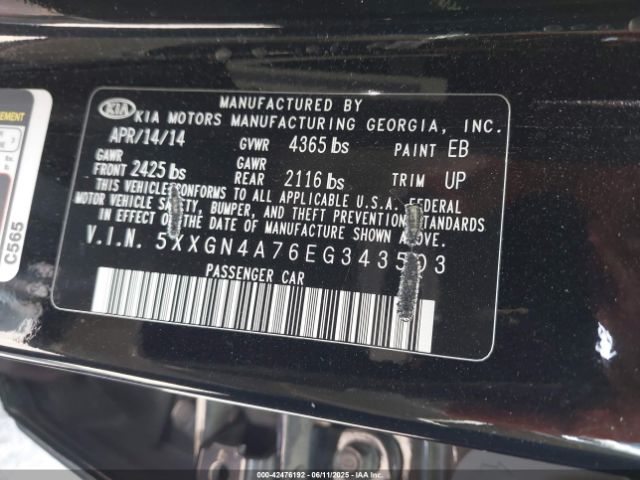 MANUFACTURED BY
KIA KIA MOTORS MANUFACTURING GEORGIA, INC.
APR/14/14 GVWR 4365 lbs PAINT EB
GAWR FRONT 2425 lbs GAWR REAR 2116 lbs TRIM UP
THIS VEHICLE CONFORMS TO ALL APPLICABLE U.S.A. FEDERAL
MOTOR VEHICLE SAFETY, BUMPER, AND THEFT PREVENTION STANDARDS
IN EFFECT ON THE DATE OF MANUFACTURE SHOWN ABOVE.
V.I.N. 5XXGN4A76EG343503
PASSENGER CAR
C565
000-42476192 - 06/11/2025 - IAAI.com